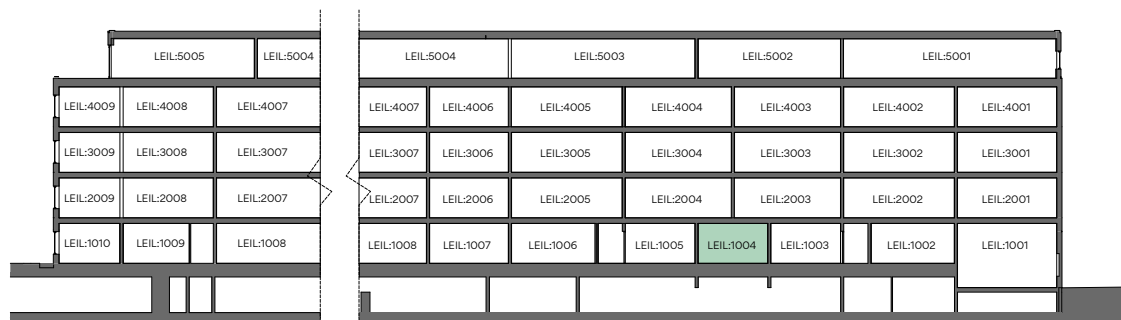 LEIL:5005 LEIL:5004 LEIL:5004 LEIL:5003 LEIL:5002 LEIL:5001
LEIL:4009 LEIL:4008 LEIL:4007 LEIL:4007 LEIL:4006 LEIL:4005 LEIL:4004 LEIL:4003 LEIL:4002 LEIL:4001
LEIL:3009 LEIL:3008 LEIL:3007 LEIL:3007 LEIL:3006 LEIL:3005 LEIL:3004 LEIL:3003 LEIL:3002 LEIL:3001
LEIL:2009 LEIL:2008 LEIL:2007 LEIL:2007 LEIL:2006 LEIL:2005 LEIL:2004 LEIL:2003 LEIL:2002 LEIL:2001
LEIL:1010 LEIL:1009 LEIL:1008 LEIL:1008 LEIL:1007 LEIL:1006 LEIL:1005 LEIL:1004 LEIL:1003 LEIL:1002 LEIL:1001